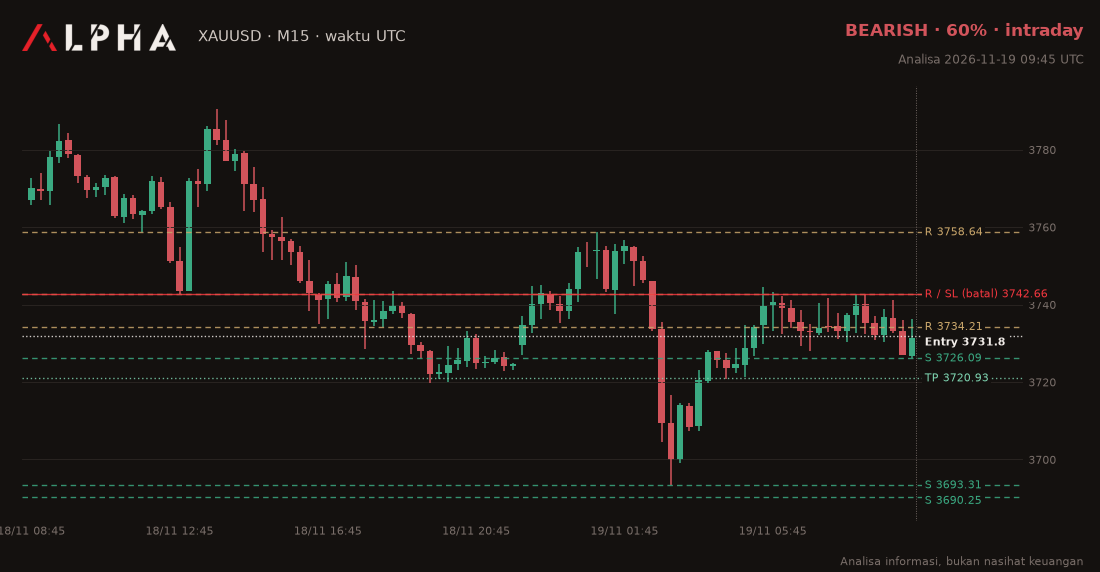 ALPHA XAUUSD · M15 · waktu UTC
BEARISH · 60% · intraday
Analisa 2026-11-19 09:45 UTC
3780
3760
R 3758.64
R / SL (batal) 3742.66
3740
R 3734.21
Entry 3731.8
S 3726.09
TP 3720.93
3720
3700
S 3693.31
S 3690.25
18/11 08:45 18/11 12:45 18/11 16:45 18/11 20:45 19/11 01:45 19/11 05:45
Analisa informasi, bukan nasihat keuangan